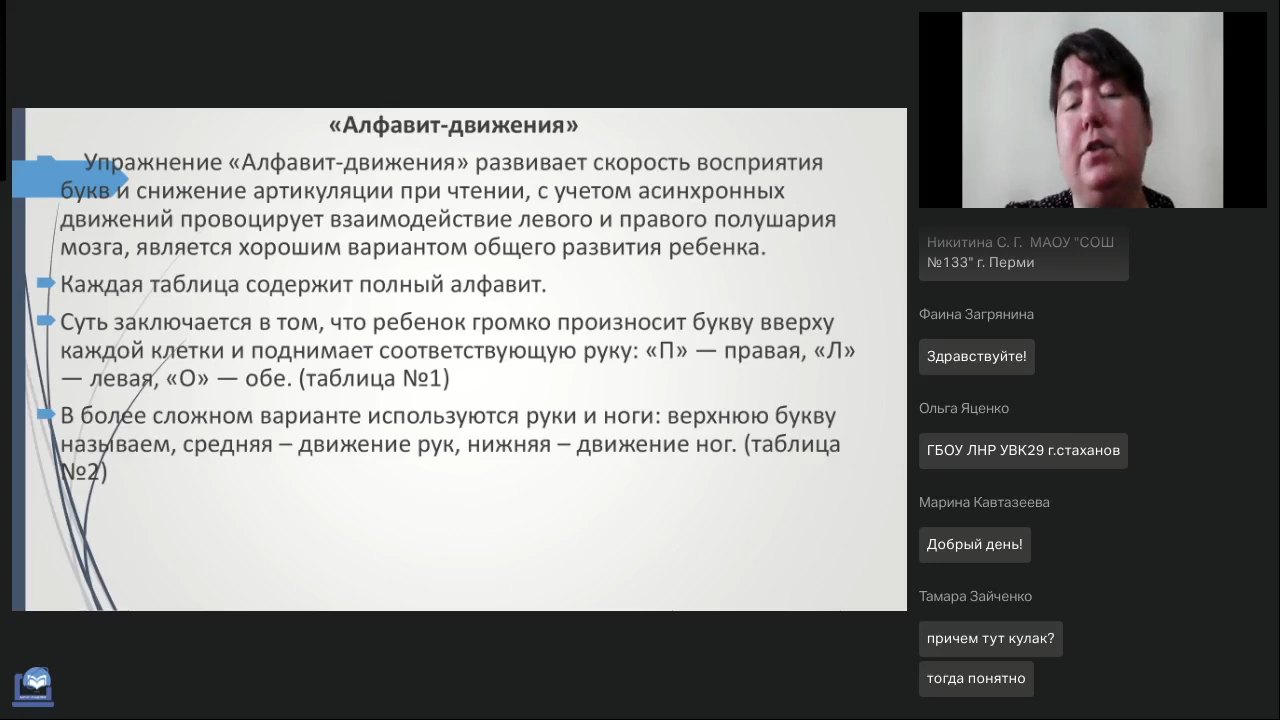 «Алфавит-движения»
Упражнение «Алфавит-движения» развивает скорость восприятия
букв и снижение артикуляции при чтении, с учетом асинхронных
движений провоцирует взаимодействие левого и правого полушария
мозга, является хорошим вариантом общего развития ребенка.
Каждая таблица содержит полный алфавит.
Суть заключается в том, что ребенок громко произносит букву вверху
каждой клетки и поднимает соответствующую руку: «П» — правая, «Л»
— левая, «О» — обе. (таблица №1)
В более сложном варианте используются руки и ноги: верхнюю букву
называем, средняя – движение рук, нижняя – движение ног. (таблица
№2)
Никитина С. Г. МАОУ "СОШ
№133" г. Перми
Фаина Загрянина
Здравствуйте!
Ольга Яценко
ГБОУ ЛНР УВК29 г.стаханов
Марина Кавтазеева
Добрый день!
Тамара Зайченко
причем тут кулак?
тогда понятно